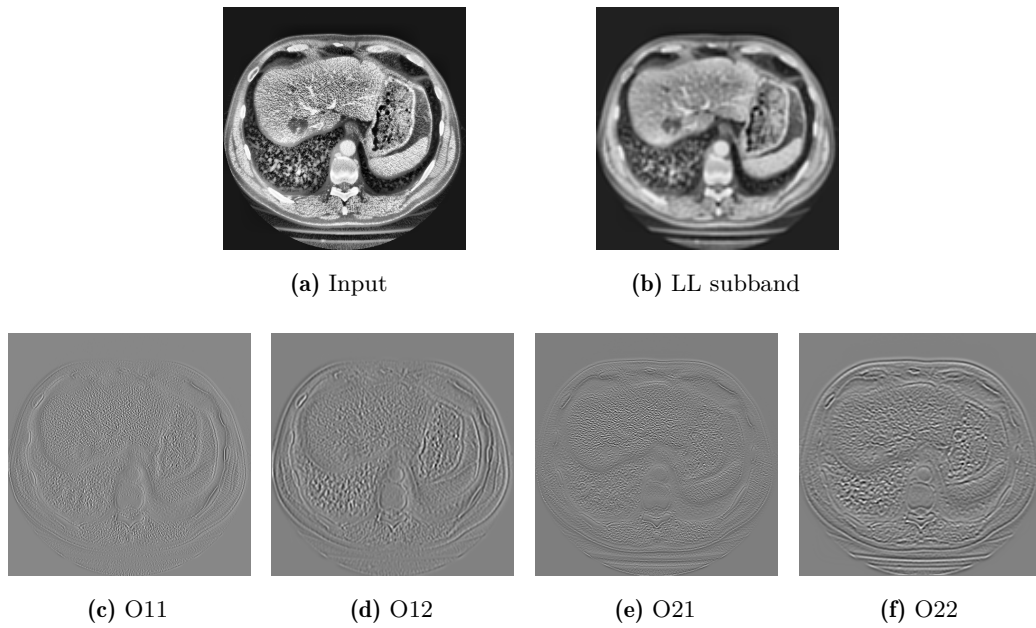 (a) Input
(b) LL subband
(c) O11
(d) O12
(e) O21
(f) O22